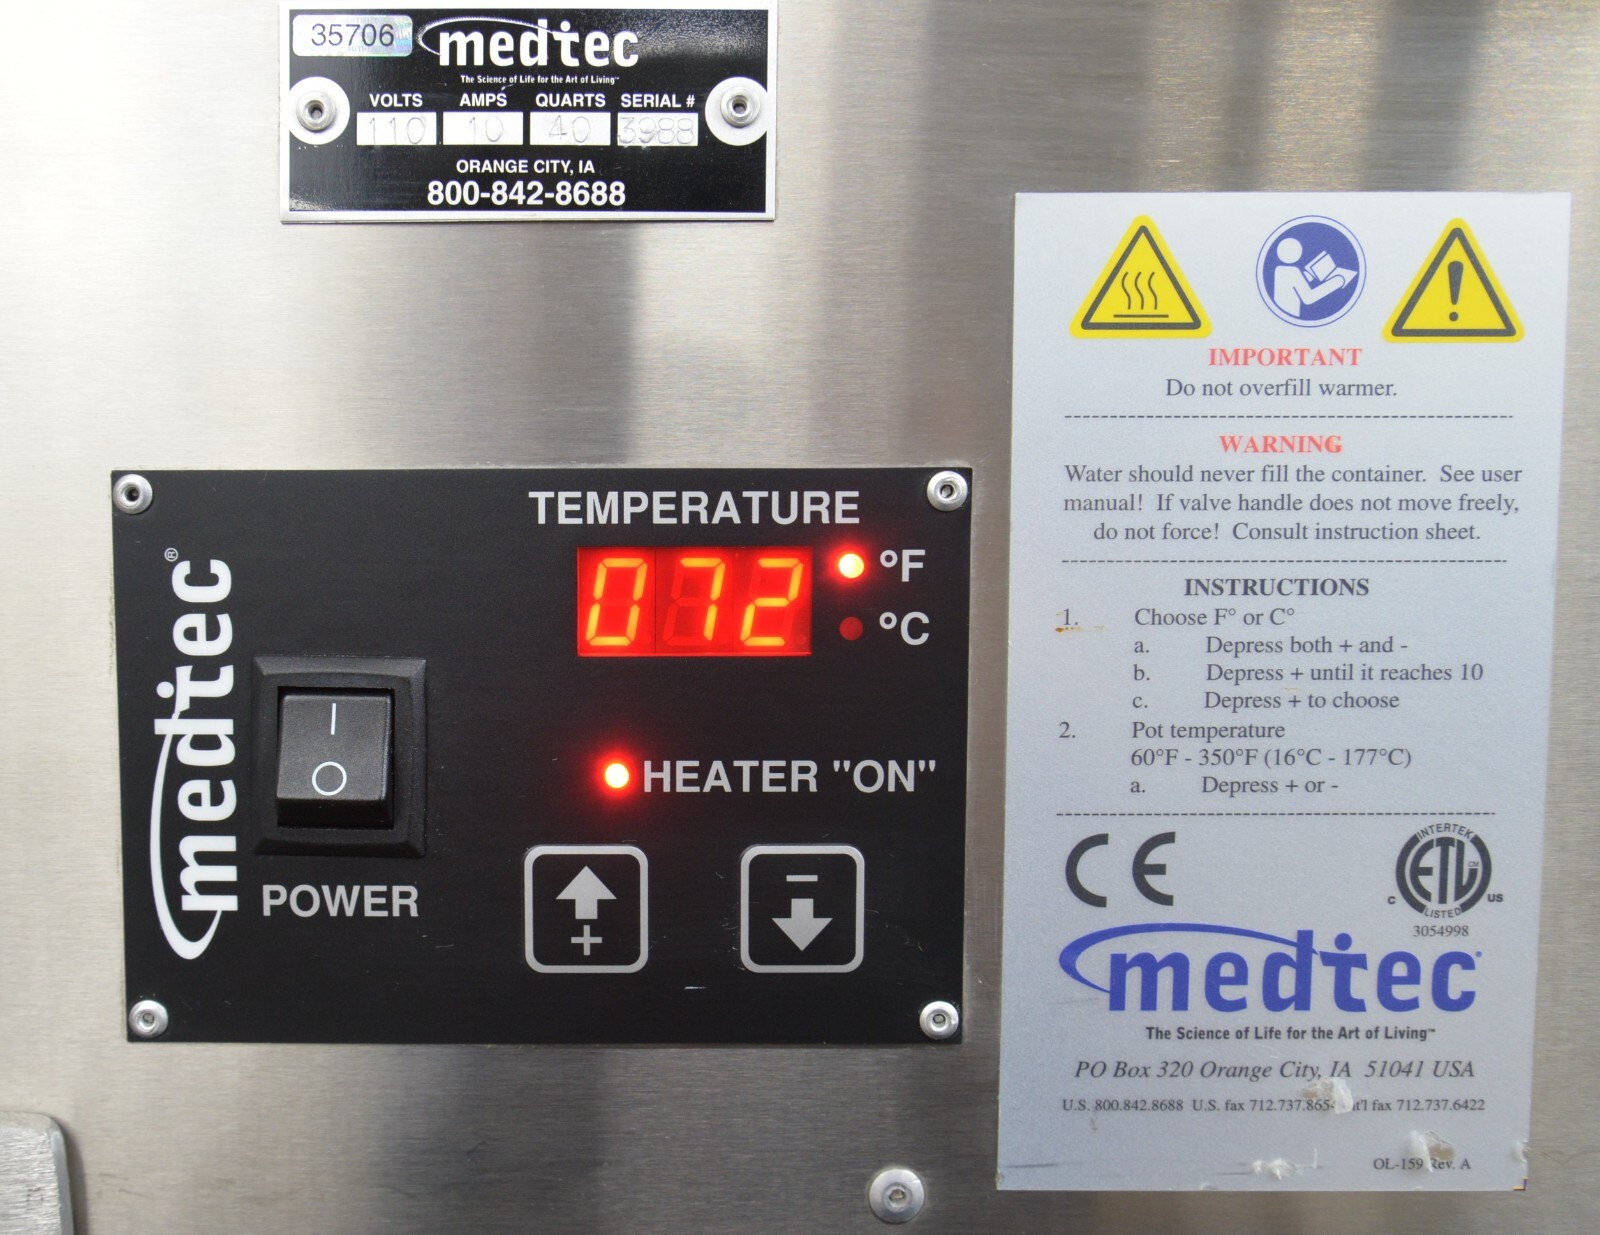 35706
medtec
The Science of Life for the Art of Living™
VOLTS AMPS QUARTS SERIAL #
110 10 40 3988
ORANGE CITY, IA
800-842-8688
TEMPERATURE
072 °F
°C
HEATER "ON"
medtec®
I
O
POWER
+
-
IMPORTANT
Do not overfill warmer.
WARNING
Water should never fill the container. See user
manual! If valve handle does not move freely,
do not force! Consult instruction sheet.
INSTRUCTIONS
1. Choose F° or C°
a. Depress both + and -
b. Depress + until it reaches 10
c. Depress + to choose
2. Pot temperature
60°F - 350°F (16°C - 177°C)
a. Depress + or -
CE
INTERTEK
ETL CM
C US
LISTED
3054998
medtec
The Science of Life for the Art of Living™
PO Box 320 Orange City, IA 51041 USA
U.S. 800.842.8688 U.S. fax 712.737.865 fax 712.737.6422
OL-159 Rev. A